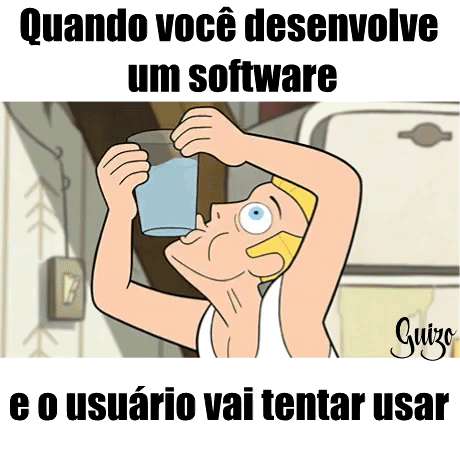 Quando você desenvolve
um software
Guizo
e o usuário vai tentar usar